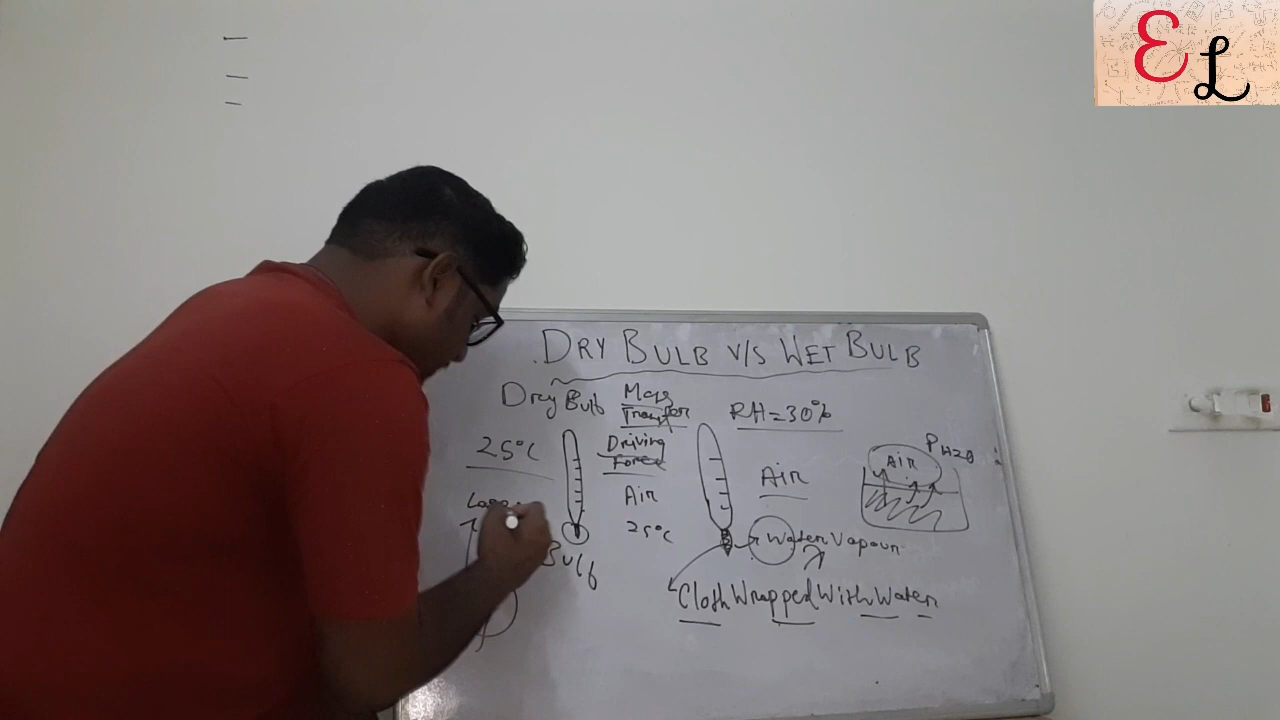 EL
DRY BULB V/S WET BULB
Dry Bulb
Mass
Transfer
RH=30%
25°C
Driving
Force
Air
25°C
Bulb
AIR
AIR
PH2O
Water Vapour
Cloth Wrapped With Water